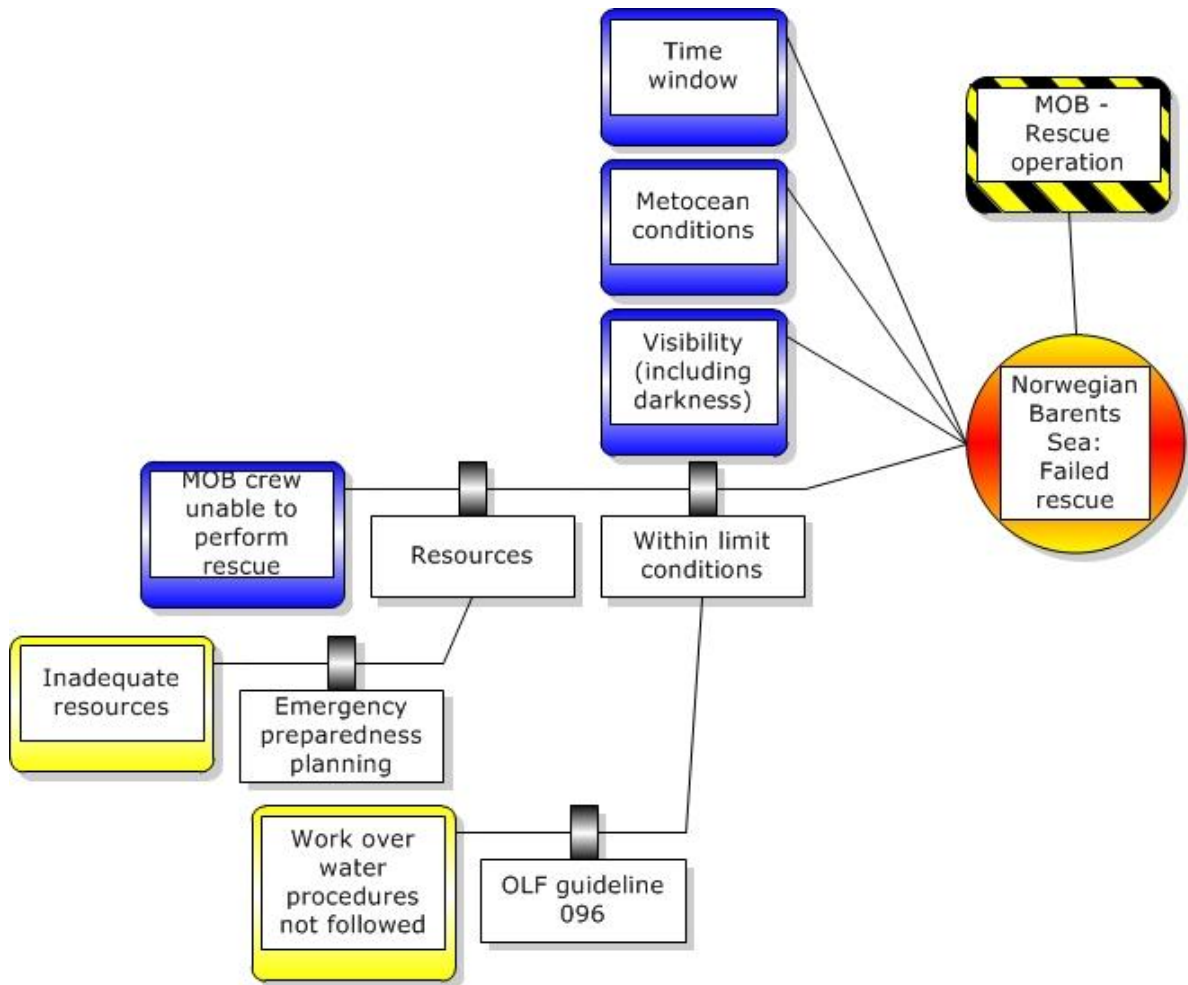 Time
window
MOB -
Rescue
operation
Metocean
conditions
Visibility
(including
darkness)
Norwegian
Barents
Sea:
Failed
rescue
MOB crew
unable to
perform
rescue
Resources
Within limit
conditions
Inadequate
resources
Emergency
preparedness
planning
Work over
water
procedures
not followed
OLF guideline
096